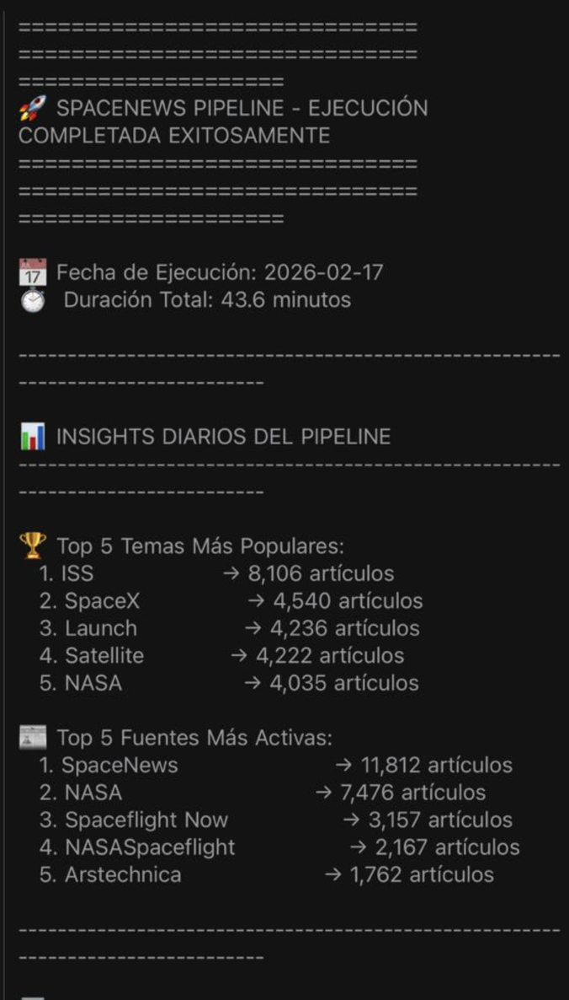 ==============================
==============================
====================
🚀 SPACENEWS PIPELINE - EJECUCIÓN
COMPLETADA EXITOSAMENTE
==============================
==============================
====================
📅 Fecha de Ejecución: 2026-02-17
⏱️ Duración Total: 43.6 minutos
------------------------------------------------------
------------------------
📊 INSIGHTS DIARIOS DEL PIPELINE
------------------------------------------------------
------------------------
🏆 Top 5 Temas Más Populares:
1. ISS → 8,106 artículos
2. SpaceX → 4,540 artículos
3. Launch → 4,236 artículos
4. Satellite → 4,222 artículos
5. NASA → 4,035 artículos
📰 Top 5 Fuentes Más Activas:
1. SpaceNews → 11,812 artículos
2. NASA → 7,476 artículos
3. Spaceflight Now → 3,157 artículos
4. NASASpaceflight → 2,167 artículos
5. Arstechnica → 1,762 artículos
------------------------------------------------------
------------------------